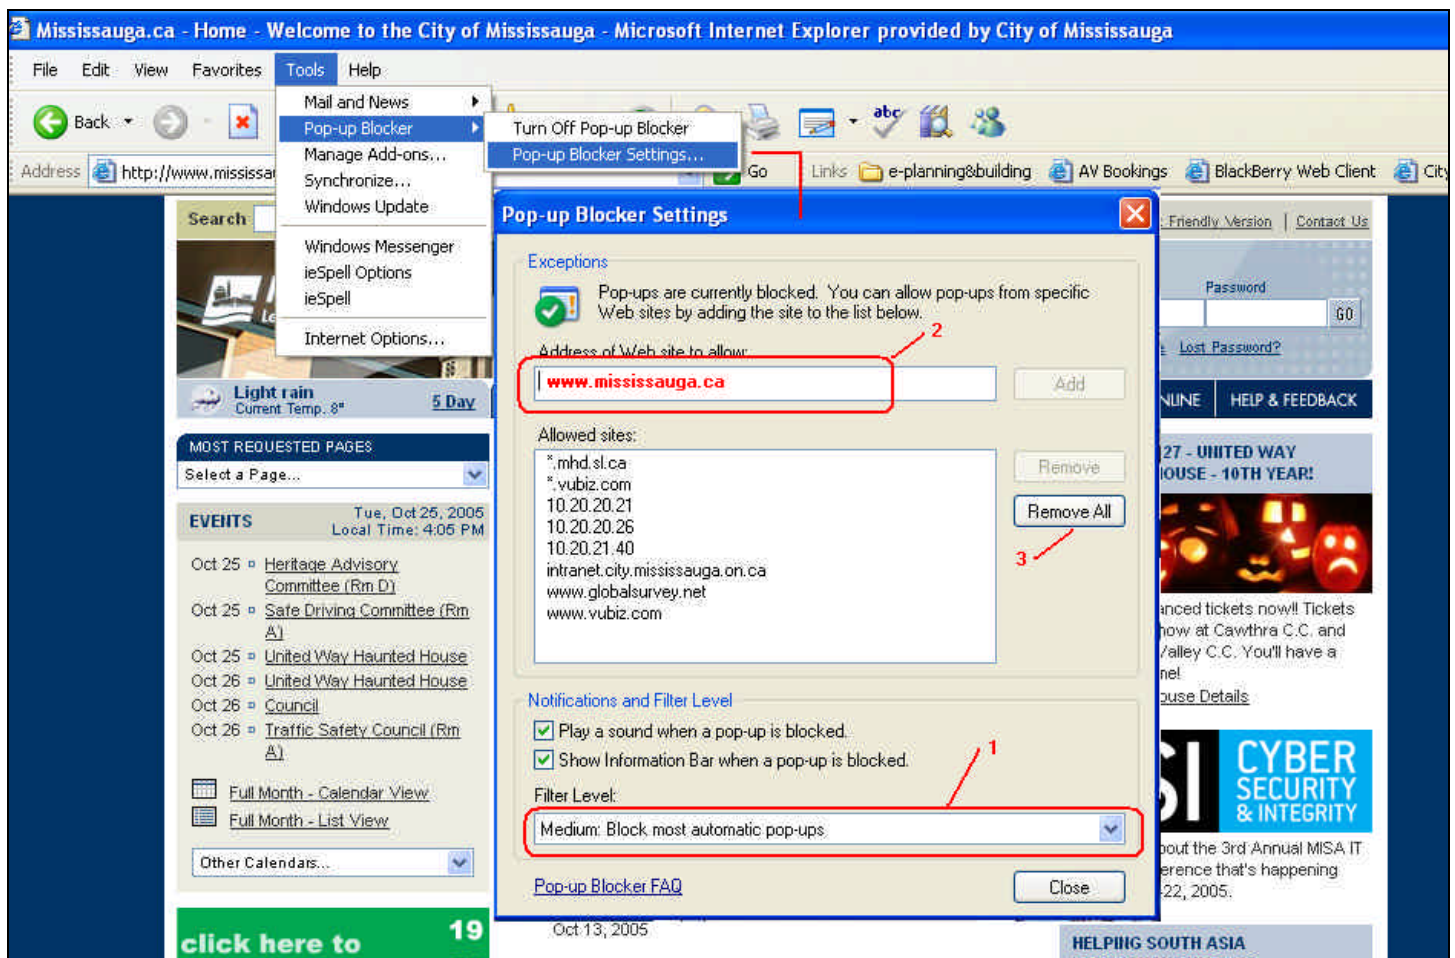 Mississauga.ca - Home - Welcome to the City of Mississauga - Microsoft Internet Explorer provided by City of Mississauga
File Edit View Favorites Tools Help
Back
Mail and News
Pop-up Blocker
Manage Add-ons...
Synchronize...
Windows Update
Windows Messenger
ieSpell Options
ieSpell
Internet Options...
Turn Off Pop-up Blocker
Pop-up Blocker Settings...
abc
Address http://www.mississau
Go
Links e-planning&building AV Bookings BlackBerry Web Client City
Search
Friendly Version | Contact Us
Password
GO
Lost Password?
HELP & FEEDBACK
Light rain
Current Temp. 8°
5 Day
MOST REQUESTED PAGES
Select a Page...
EVENTS
Tue, Oct 25, 2005
Local Time: 4:05 PM
Oct 25 Heritage Advisory
Committee (Rm D)
Oct 25 Safe Driving Committee (Rm
A)
Oct 25 United Way Haunted House
Oct 26 United Way Haunted House
Oct 26 Council
Oct 26 Traffic Safety Council (Rm
A)
Full Month - Calendar View
Full Month - List View
Other Calendars...
click here to
19
Pop-up Blocker Settings
Exceptions
Pop-ups are currently blocked. You can allow pop-ups from specific
Web sites by adding the site to the list below.
2
Address of Web site to allow:
www.mississauga.ca
Add
Allowed sites:
*.mhd.sl.ca
*.vubiz.com
10.20.20.21
10.20.20.26
10.20.21.40
intranet.city.mississauga.on.ca
www.globalsurvey.net
www.vubiz.com
Remove
Remove All
3
Notifications and Filter Level
Play a sound when a pop-up is blocked.
Show Information Bar when a pop-up is blocked.
1
Filter Level:
Medium: Block most automatic pop-ups
Pop-up Blocker FAQ
Close
Oct 13, 2005
27 - UNITED WAY
OUSE - 10TH YEAR!
anced tickets now!! Tickets
now at Cawthra C.C. and
Valley C.C. You'll have a
ne!
ouse Details
SI CYBER
SECURITY
& INTEGRITY
bout the 3rd Annual MISA IT
erence that's happening
-22, 2005.
HELPING SOUTH ASIA